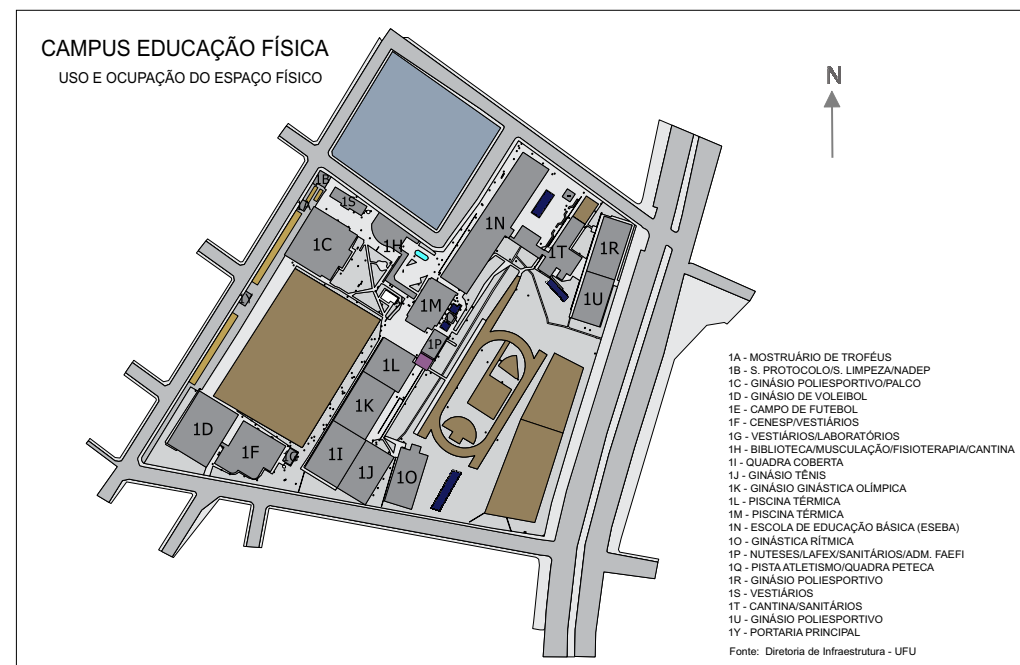 CAMPUS EDUCAÇÃO FÍSICA
USO E OCUPAÇÃO DO ESPAÇO FÍSICO
N
1B
1A
1S
1C
1H
1N
1T
1R
1U
1Y
1M
1P
1L
1K
1D
1F
1G
1I
1J
1O
1A - MOSTRUÁRIO DE TROFÉUS
1B - S. PROTOCOLO/S. LIMPEZA/NADEP
1C - GINÁSIO POLIESPORTIVO/PALCO
1D - GINÁSIO DE VOLEIBOL
1E - CAMPO DE FUTEBOL
1F - CENESP/VESTIÁRIOS
1G - VESTIÁRIOS/LABORATÓRIOS
1H - BIBLIOTECA/MUSCULAÇÃO/FISIOTERAPIA/CANTINA
1I - QUADRA COBERTA
1J - GINÁSIO TÊNIS
1K - GINÁSIO GINÁSTICA OLÍMPICA
1L - PISCINA TÉRMICA
1M - PISCINA TÉRMICA
1N - ESCOLA DE EDUCAÇÃO BÁSICA (ESEBA)
1O - GINÁSTICA RÍTMICA
1P - NUTESES/LAFEX/SANITÁRIOS/ADM. FAEFI
1Q - PISTA ATLETISMO/QUADRA PETECA
1R - GINÁSIO POLIESPORTIVO
1S - VESTIÁRIOS
1T - CANTINA/SANITÁRIOS
1U - GINÁSIO POLIESPORTIVO
1Y - PORTARIA PRINCIPAL
Fonte: Diretoria de Infraestrutura - UFU